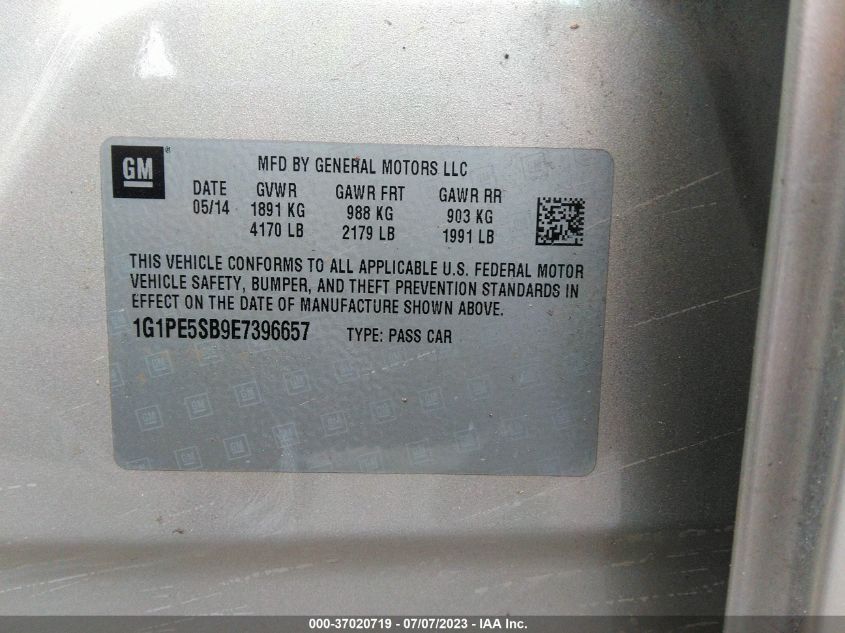 GM ®
MFD BY GENERAL MOTORS LLC
DATE GVWR GAWR FRT GAWR RR
05/14 1891 KG 988 KG 903 KG
4170 LB 2179 LB 1991 LB
THIS VEHICLE CONFORMS TO ALL APPLICABLE U.S. FEDERAL MOTOR
VEHICLE SAFETY, BUMPER, AND THEFT PREVENTION STANDARDS IN
EFFECT ON THE DATE OF MANUFACTURE SHOWN ABOVE.
1G1PE5SB9E7396657 TYPE: PASS CAR
000-37020719 - 07/07/2023 - IAA Inc.